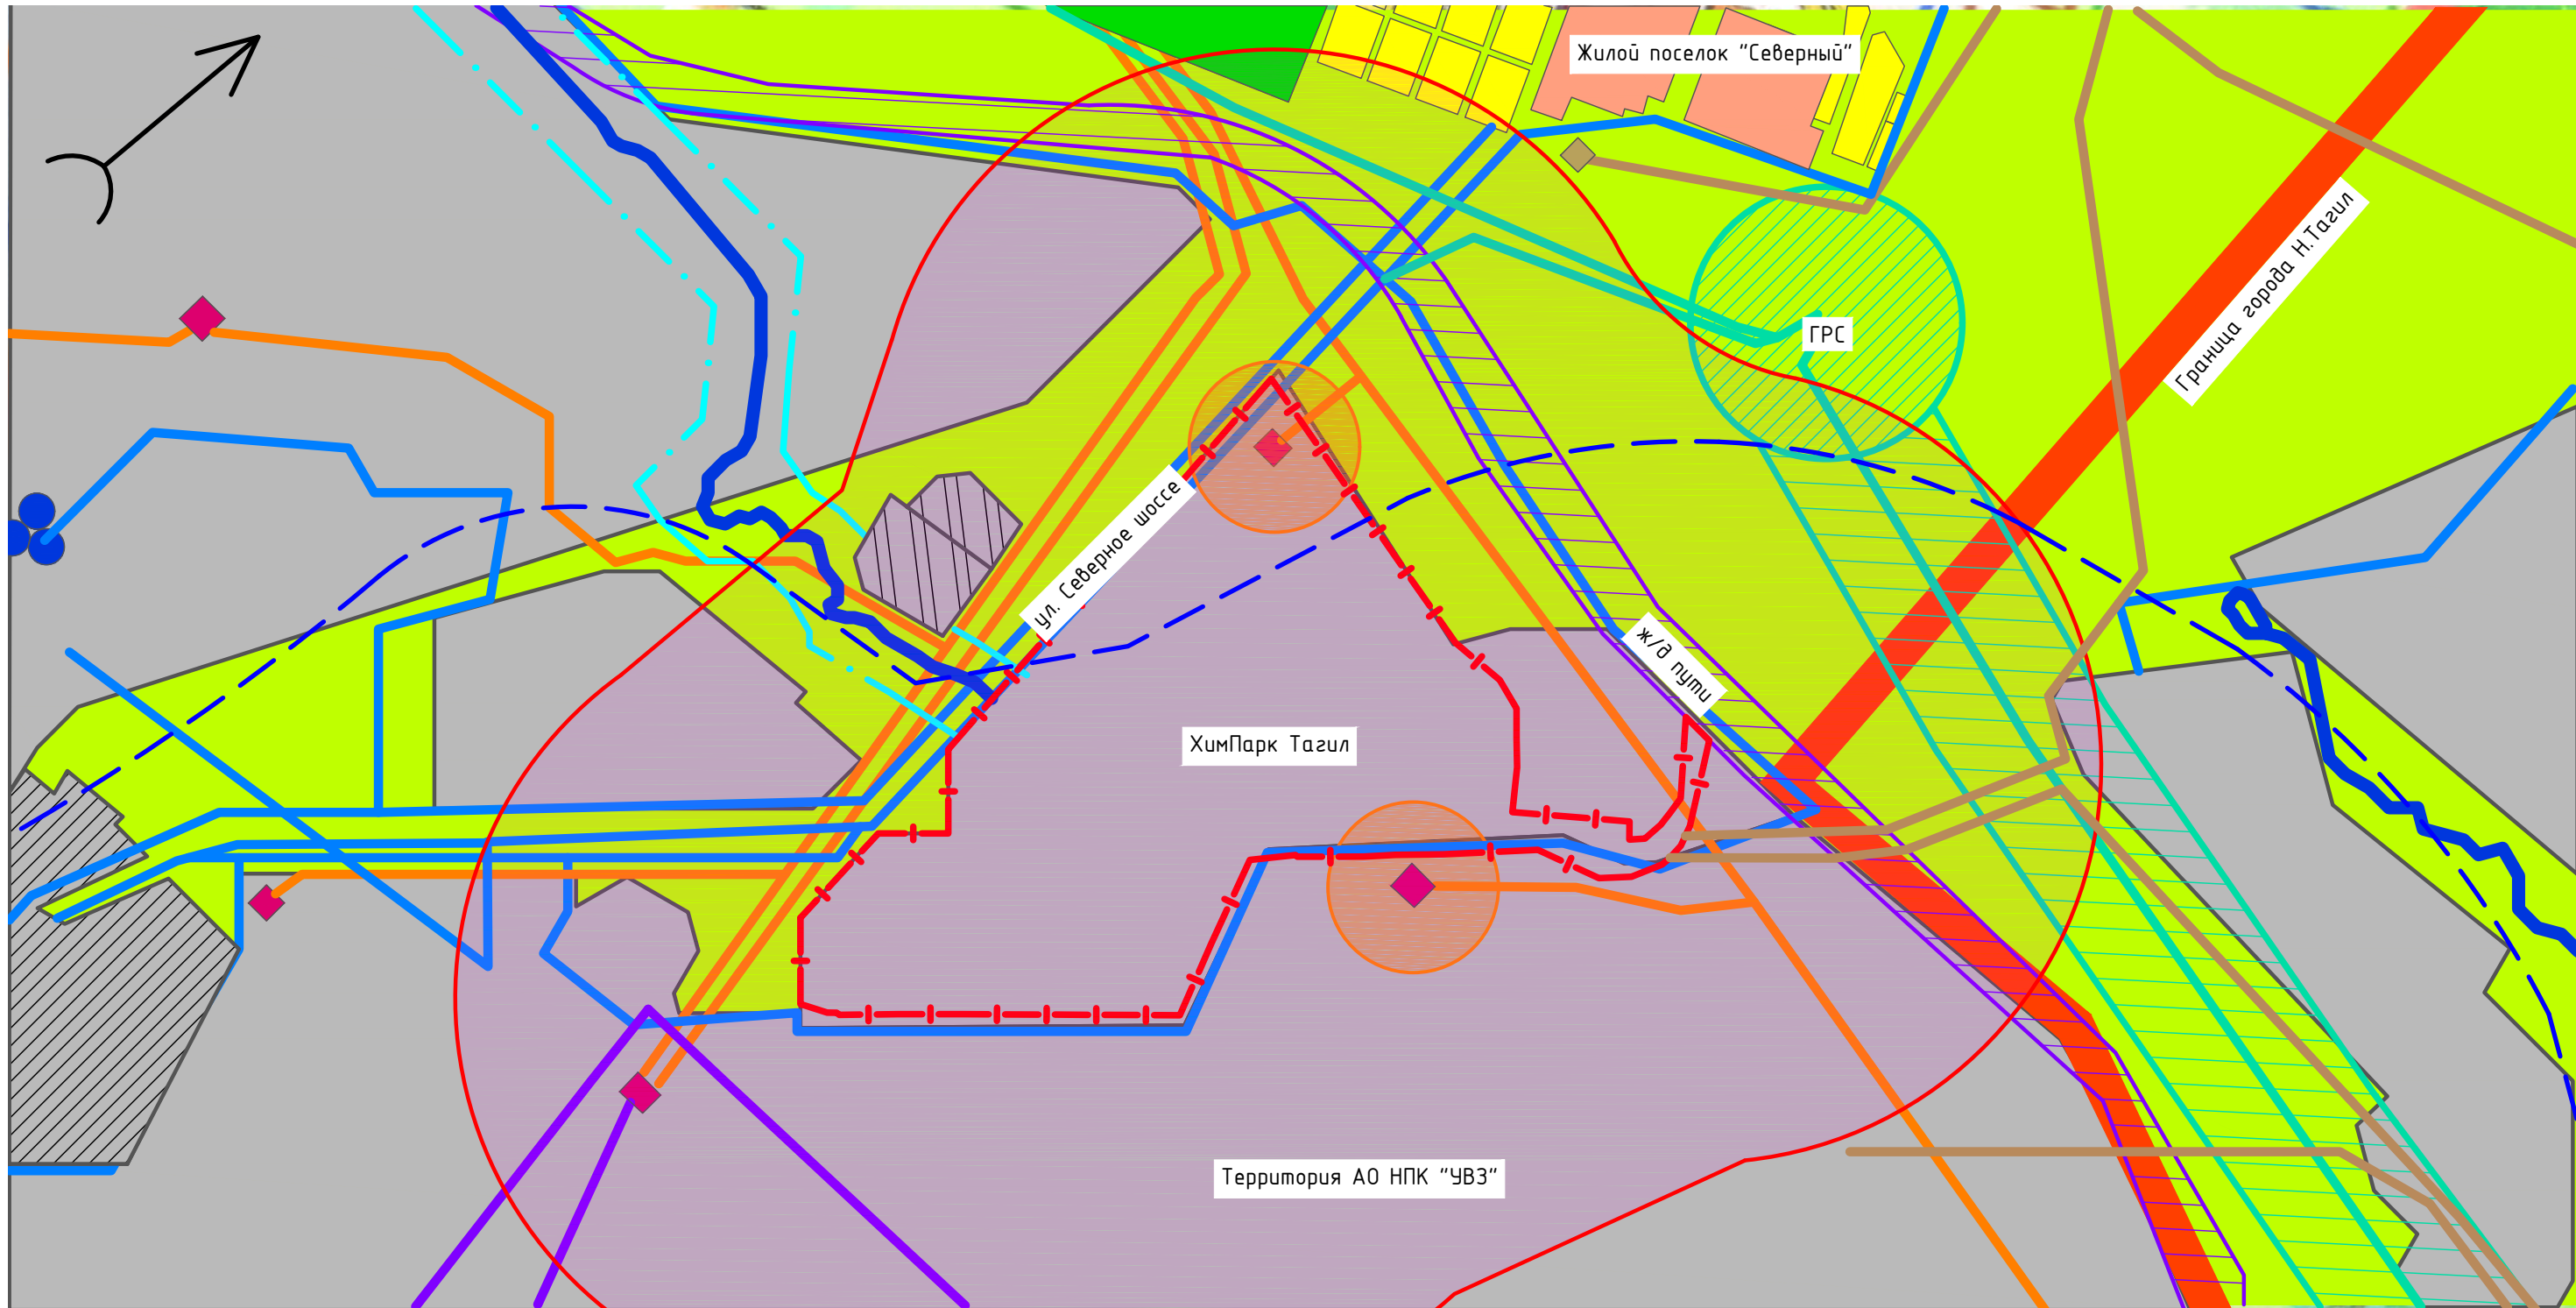 Жилой поселок "Северный"
Граница города Н.Тагил
ГРС
ул. Северное шоссе
ж/д пути
ХимПарк Тагил
Территория АО НПК "УВЗ"